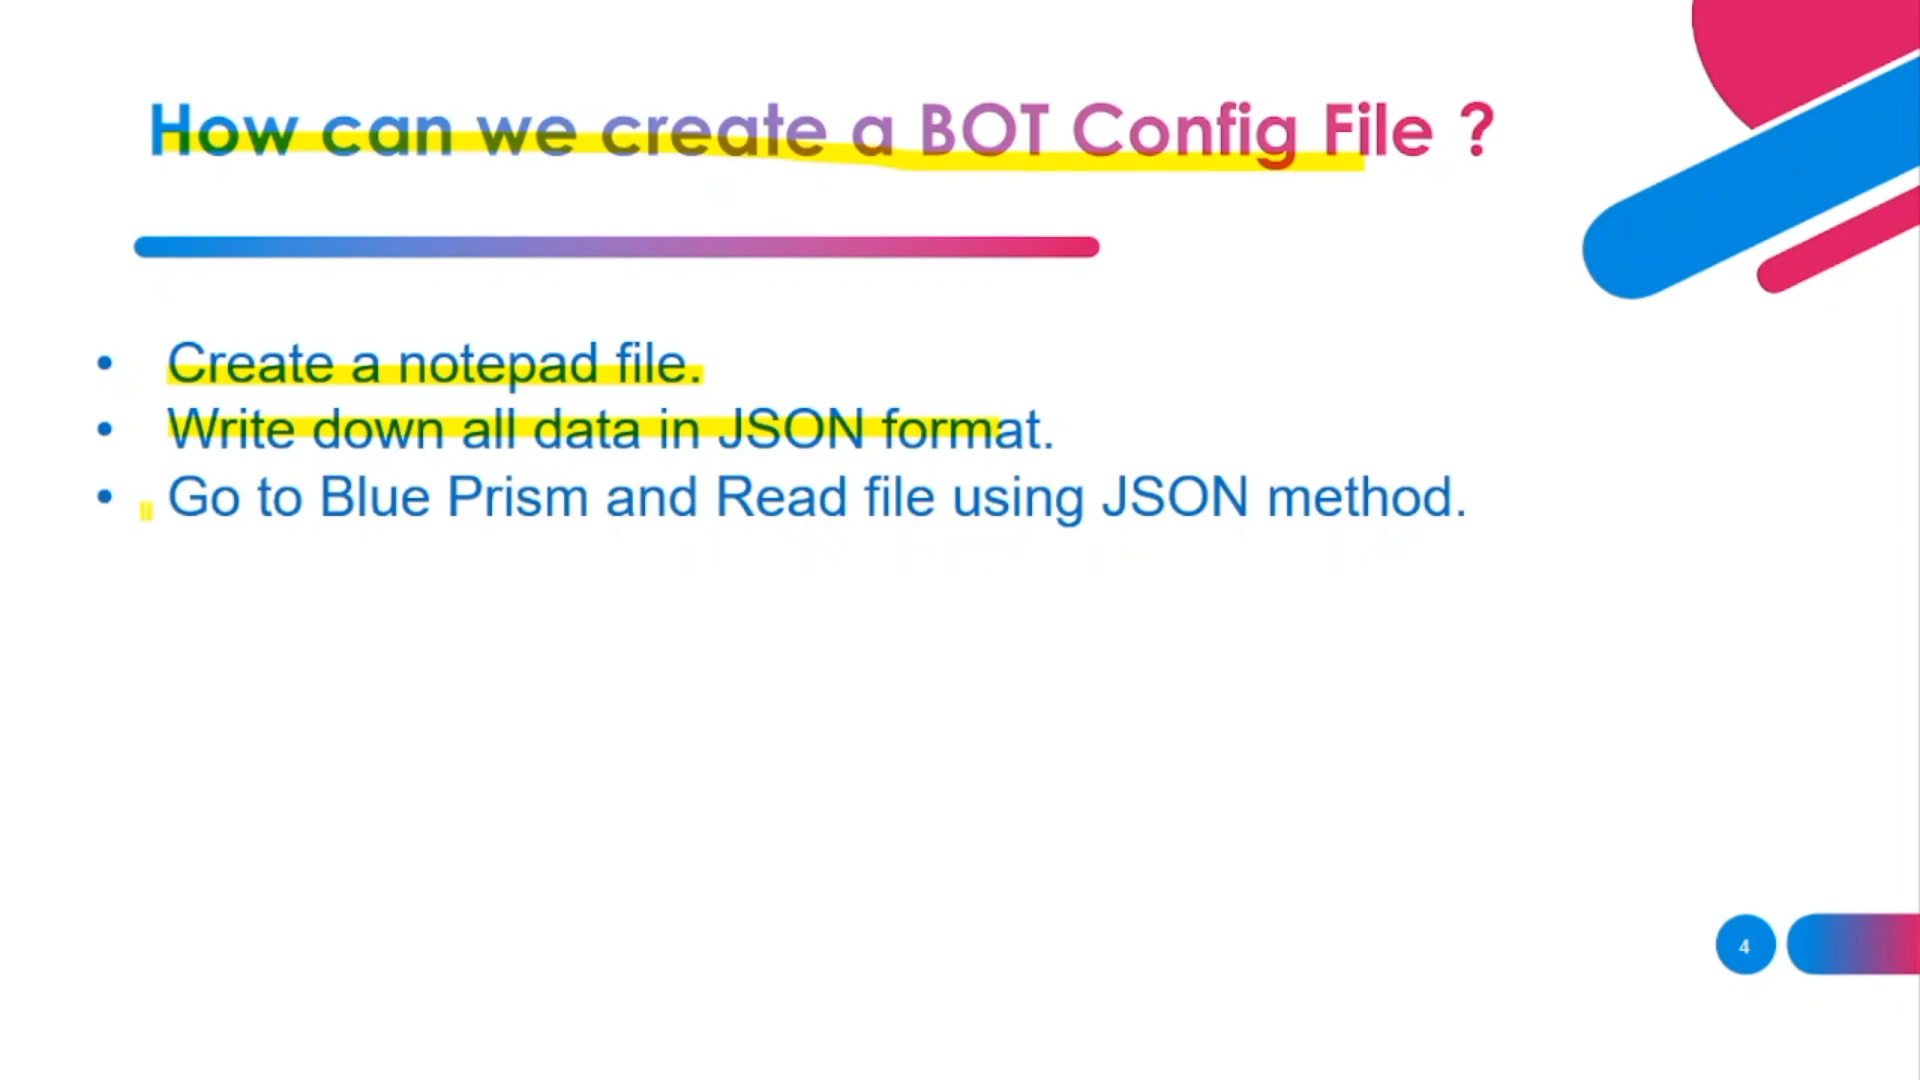 How can we create a BOT Config File ?
• Create a notepad file.
• Write down all data in JSON format.
• Go to Blue Prism and Read file using JSON method.
4